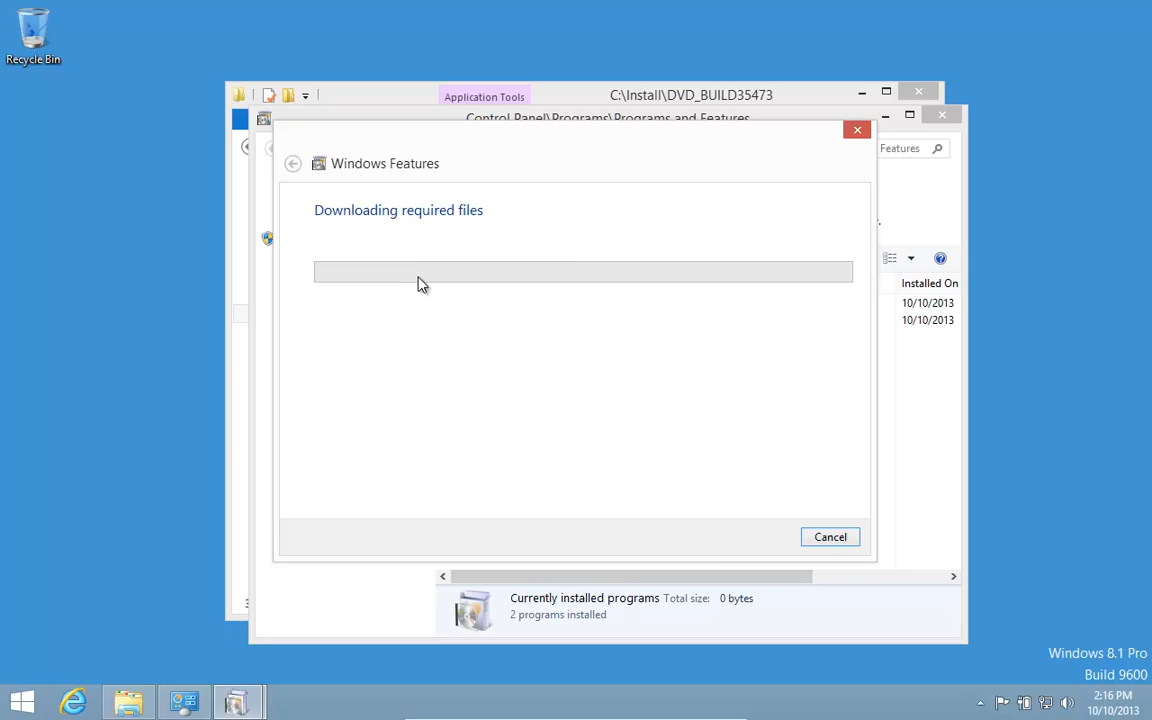 Recycle Bin
Application Tools
C:\Install\DVD_BUILD35473
Control Panel\Programs\Programs and Features
Features
Windows Features
Downloading required files
Installed On
10/10/2013
10/10/2013
Cancel
Currently installed programs Total size: 0 bytes
2 programs installed
Windows 8.1 Pro
Build 9600
2:16 PM
10/10/2013